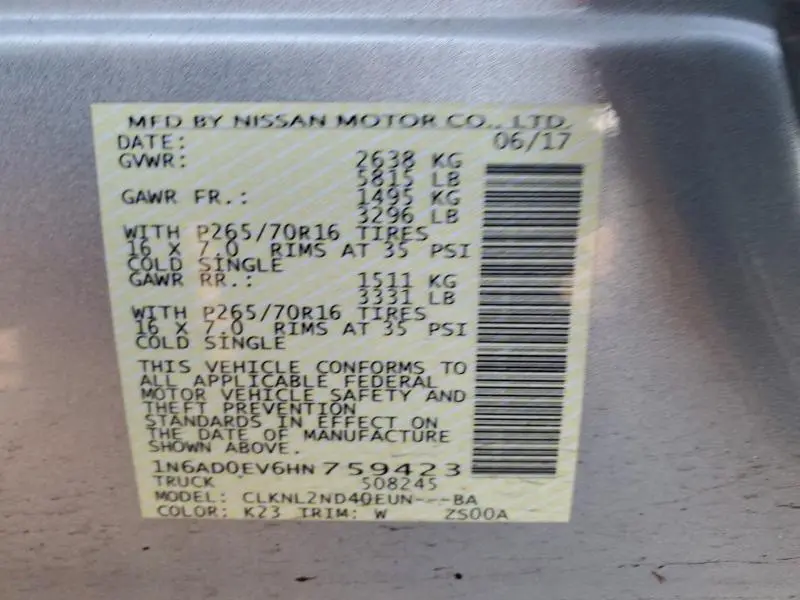 MFD BY NISSAN MOTOR CO., LTD.
DATE: 06/17
GVWR: 2638 KG
5815 LB
GAWR FR.: 1495 KG
3296 LB
WITH P265/70R16 TIRES
16 X 7.0 RIMS AT 35 PSI
COLD SINGLE
GAWR RR.: 1511 KG
3331 LB
WITH P265/70R16 TIRES
16 X 7.0 RIMS AT 35 PSI
COLD SINGLE
THIS VEHICLE CONFORMS TO
ALL APPLICABLE FEDERAL
MOTOR VEHICLE SAFETY AND
THEFT PREVENTION
STANDARDS IN EFFECT ON
THE DATE OF MANUFACTURE
SHOWN ABOVE.
1N6AD0EV6HN759423
TRUCK 508245
MODEL: CLKNL2ND40EUN---BA
COLOR: K23 TRIM: W ZS00A